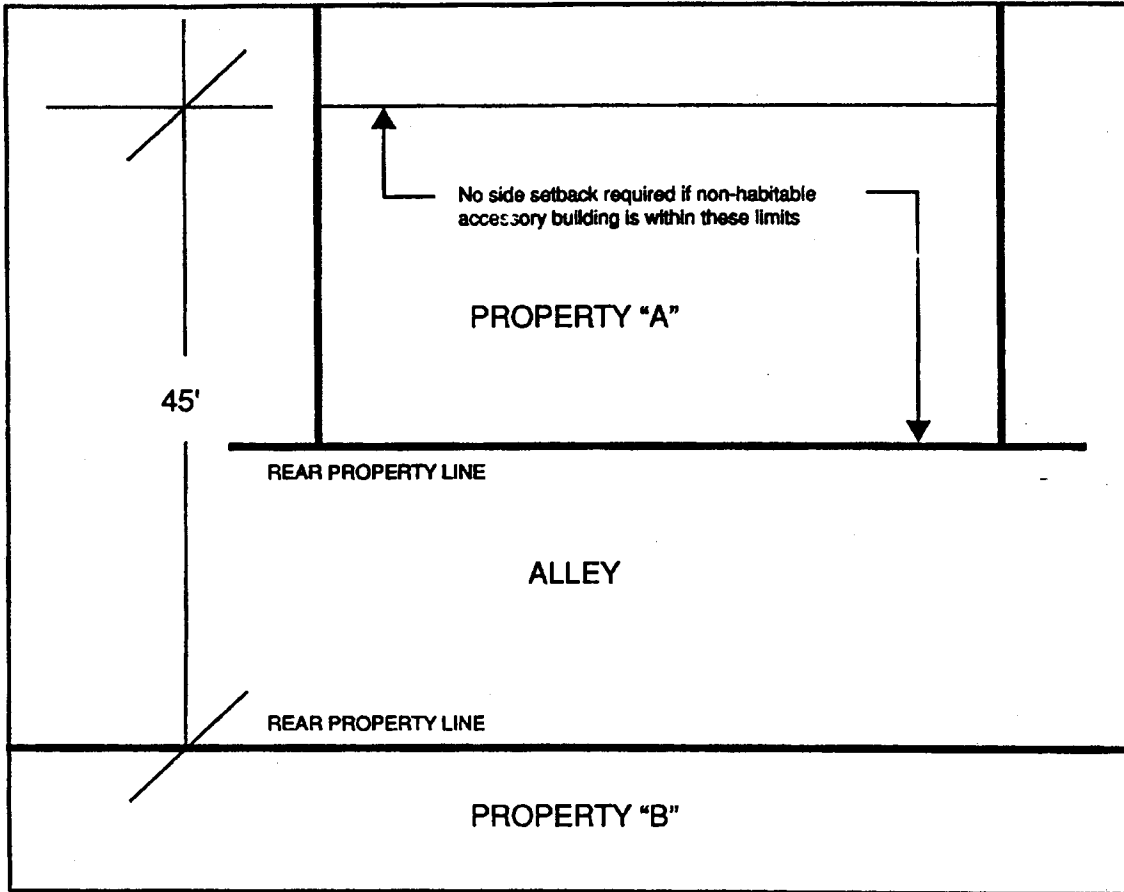 No side setback required if non-habitable
accessory building is within these limits
PROPERTY “A”
45'
REAR PROPERTY LINE
ALLEY
REAR PROPERTY LINE
PROPERTY “B”